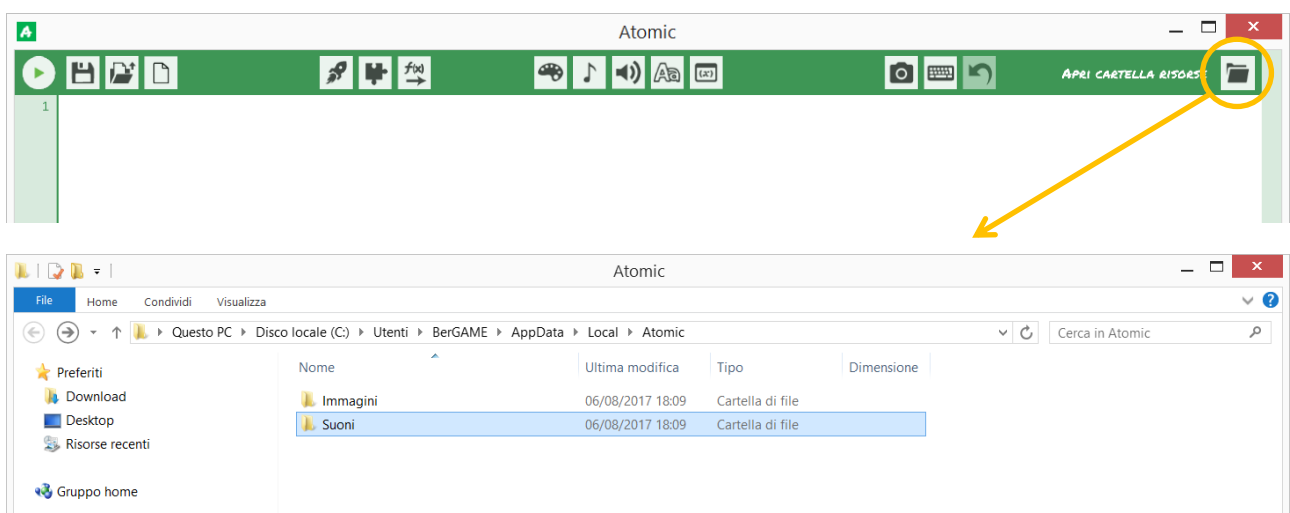 Atomic
f(x)
(x)
APRI CARTELLA RISORSE
1
Atomic
File Home Condividi Visualizza
Questo PC Disco locale (C:) Utenti BerGAME AppData Local Atomic
Cerca in Atomic
Nome Ultima modifica Tipo Dimensione
Preferiti
Download
Desktop
Risorse recenti
Gruppo home
Immagini 06/08/2017 18:09 Cartella di file
Suoni 06/08/2017 18:09 Cartella di file